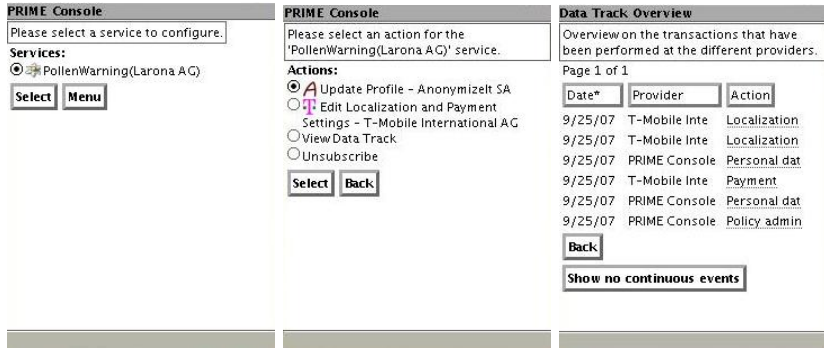 PRIME Console
Please select a service to configure.
Services:
PollenWarning(Larona AG)
Select Menu
PRIME Console
Please select an action for the
'PollenWarning(Larona AG)' service.
Actions:
Update Profile - AnonymizeIt SA
Edit Localization and Payment
Settings - T-Mobile International AG
View Data Track
Unsubscribe
Select Back
Data Track Overview
Overview on the transactions that have
been performed at the different providers.
Page 1 of 1
Date* Provider Action
9/25/07 T-Mobile Inte Localization
9/25/07 T-Mobile Inte Localization
9/25/07 PRIME Console Personal dat
9/25/07 T-Mobile Inte Payment
9/25/07 PRIME Console Personal dat
9/25/07 PRIME Console Policy admin
Back
Show no continuous events